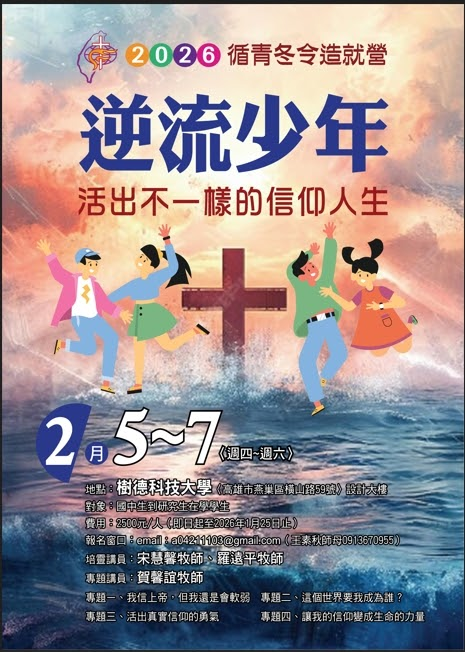 2026 循青冬令造就營
逆流少年
活出不一樣的信仰人生
2月 5~7〈週四~週六〉
地點：樹德科技大學〈高雄市燕巢區橫山路59號〉設計大樓
對象：國中生到研究生在學學生
費用：2500元/人〈即日起至2026年1月25日止〉
報名窗口：email：a04211103@gmail.com（王素秋師母0913670955）
培靈講員：宋慧馨牧師、羅遠平牧師
專題講員：賀馨誼牧師
專題一、我信上帝，但我還是會軟弱 專題二、這個世界要我成為誰？
專題三、活出真實信仰的勇氣 專題四、讓我的信仰變成生命的力量